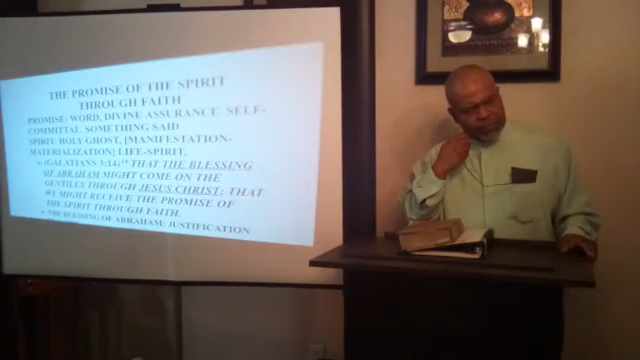 THE PROMISE OF THE SPIRIT
THROUGH FAITH
PROMISE: WORD, DIVINE ASSURANCE, SELF-
COMMITTAL. SOMETHING SAID
SPIRIT: HOLY GHOST, [MANIFESTATION-
MATERIALIZATION] LIFE-SPIRIT,
(GALATIANS 3:14)¹⁴ THAT THE BLESSING
OF ABRAHAM MIGHT COME ON THE
GENTILES THROUGH JESUS CHRIST; THAT
WE MIGHT RECEIVE THE PROMISE OF
THE SPIRIT THROUGH FAITH.
THE BLESSING OF ABRAHAM: JUSTIFICATION